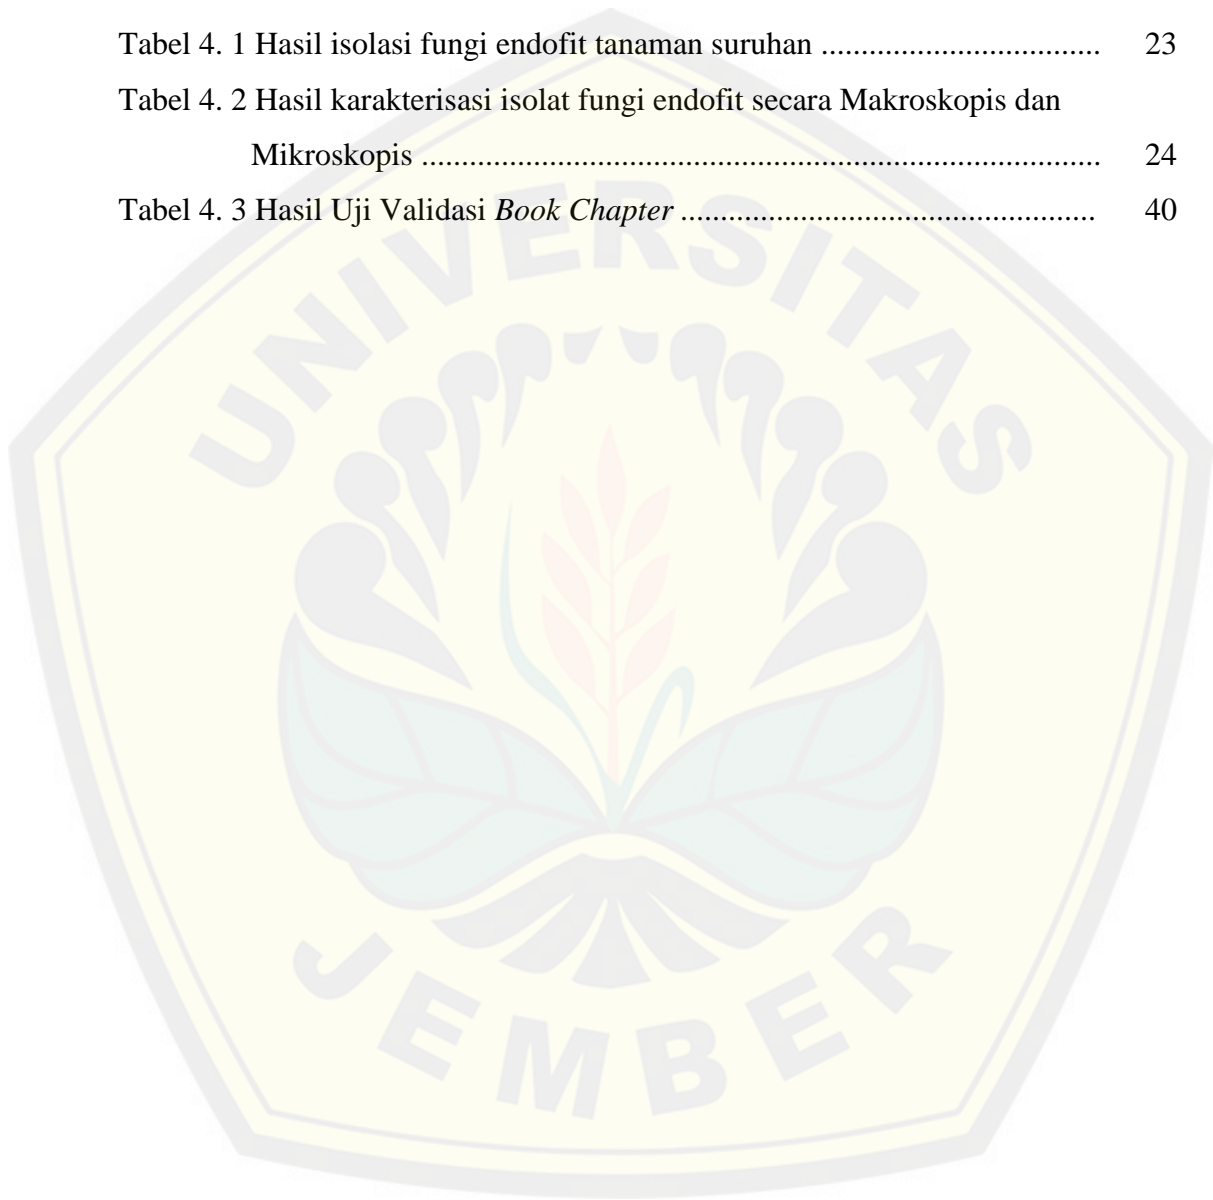 Tabel 4. 1 Hasil isolasi fungi endofit tanaman suruhan ................................... 23
Tabel 4. 2 Hasil karakterisasi isolat fungi endofit secara Makroskopis dan
Mikroskopis ..................................................................................... 24
Tabel 4. 3 Hasil Uji Validasi Book Chapter .................................................... 40
UNIVERSITAS
JEMBER